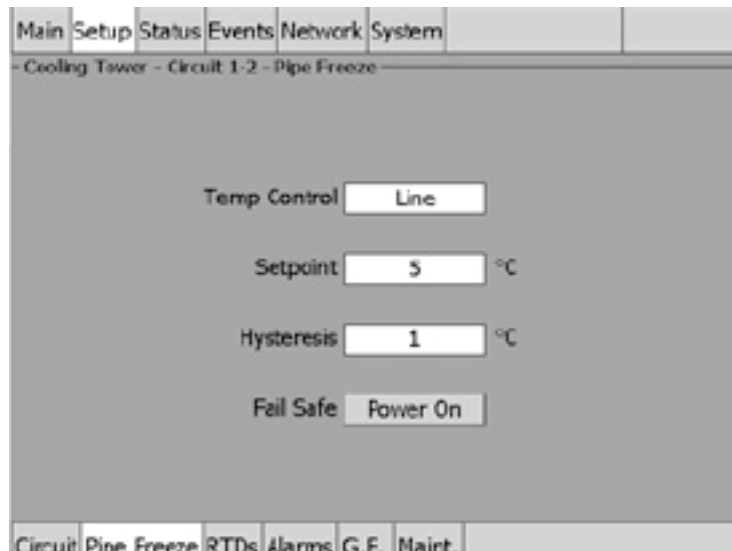 Main Setup Status Events Network System
Cooling Tower - Circuit 1-2 - Pipe Freeze
Temp Control Line
Setpoint 5 °C
Hysteresis 1 °C
Fail Safe Power On
Circuit Pipe Freeze RTDs Alarms G.F. Maint.